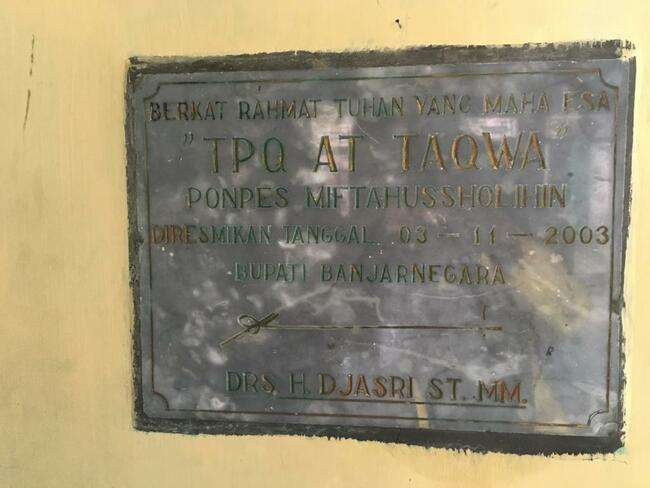 BERKAT RAHMAT TUHAN YANG MAHA ESA
"TPQ AT TAQWA"
PONPES MIFTAHUSSHOLIHIN
DIRESMIKAN TANGGAL. 03 - 11 - 2003
BUPATI BANJARNEGARA
DRS. H. DJASRI ST. MM.